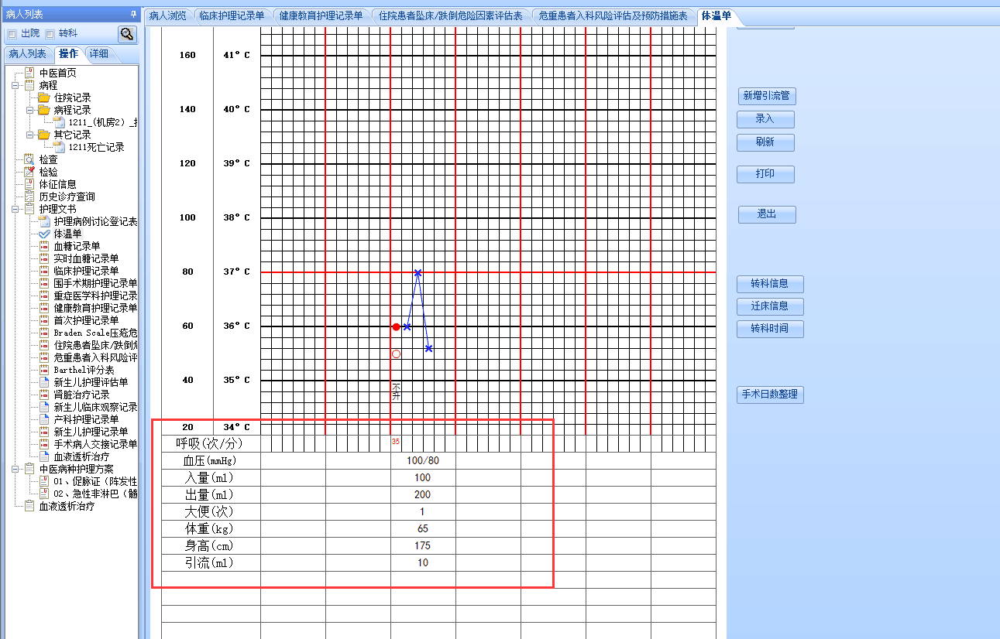 病人列表
出院 转科
病人列表 操作 详细
中医首页
病程
住院记录
病程记录
1211_(机房2）_
其它记录
1211死亡记录
检查
检验
体征信息
历史诊疗查询
护理文书
护理病例讨论登记表
体温单
血糖记录单
实时血糖记录单
临床护理记录单
围手术期护理记录单
重症医学科护理记录
健康教育护理记录单
首次护理记录单
Braden Scale压疮危
住院患者坠床/跌倒危
危重患者入科风险评
Barthel评分表
新生儿护理评估单
肾脏治疗记录
新生儿临床观察记录
产科护理记录单
新生儿护理记录单
手术病人交接记录单
血液透析治疗
中医病种护理方案
01、促脉证（阵发性
02、急性非淋巴（髓
血液透析治疗
病人浏览 临床护理记录单 健康教育护理记录单 住院患者坠床/跌倒危险因素评估表 危重患者入科风险评估及预防措施表 体温单
160 41° C
140 40° C
120 39° C
100 38° C
80 37° C
60 36° C
40 35° C
不升
20 34° C
呼吸(次/分) 35
血压(mmHg) 100/80
入量(ml) 100
出量(ml) 200
大便(次) 1
体重(kg) 65
身高(cm) 175
引流(ml) 10
新增引流管
录入
刷新
打印
退出
转科信息
迁床信息
转科时间
手术日数整理